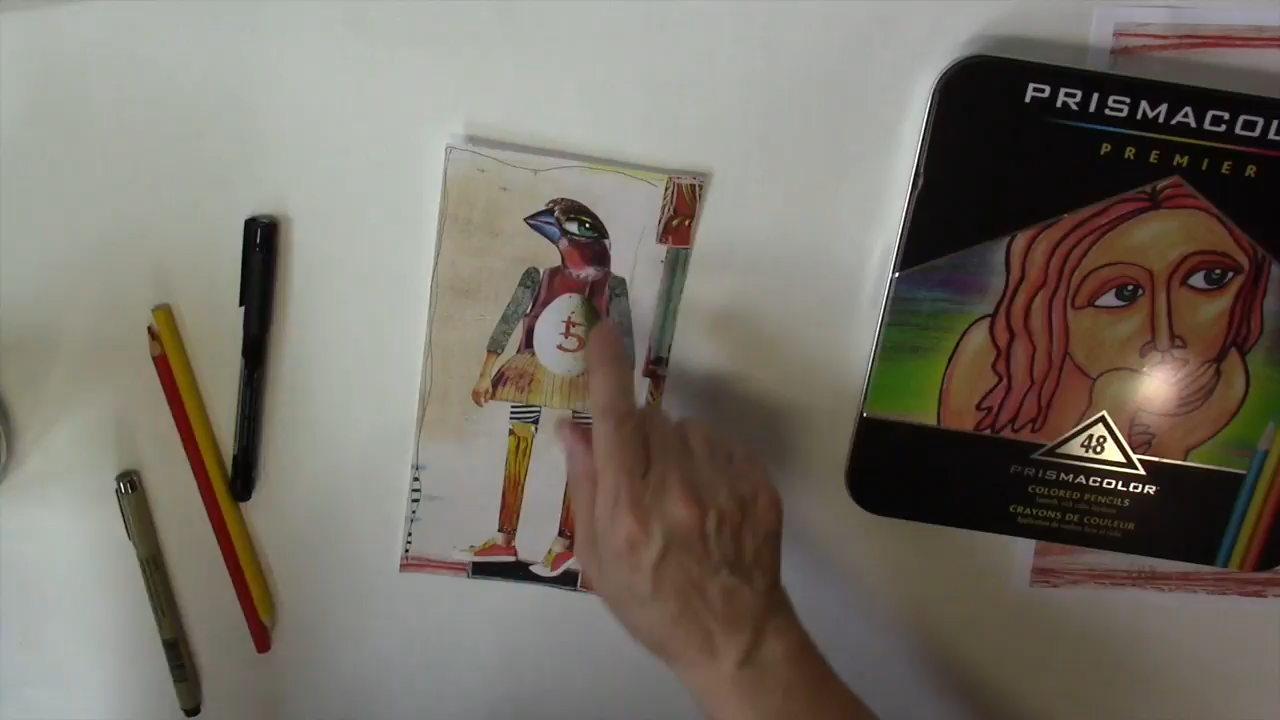 5
PRISMACOL
PREMIER
48
PRISMACOLOR
COLORED PENCILS
CRAYONS DE COULEUR